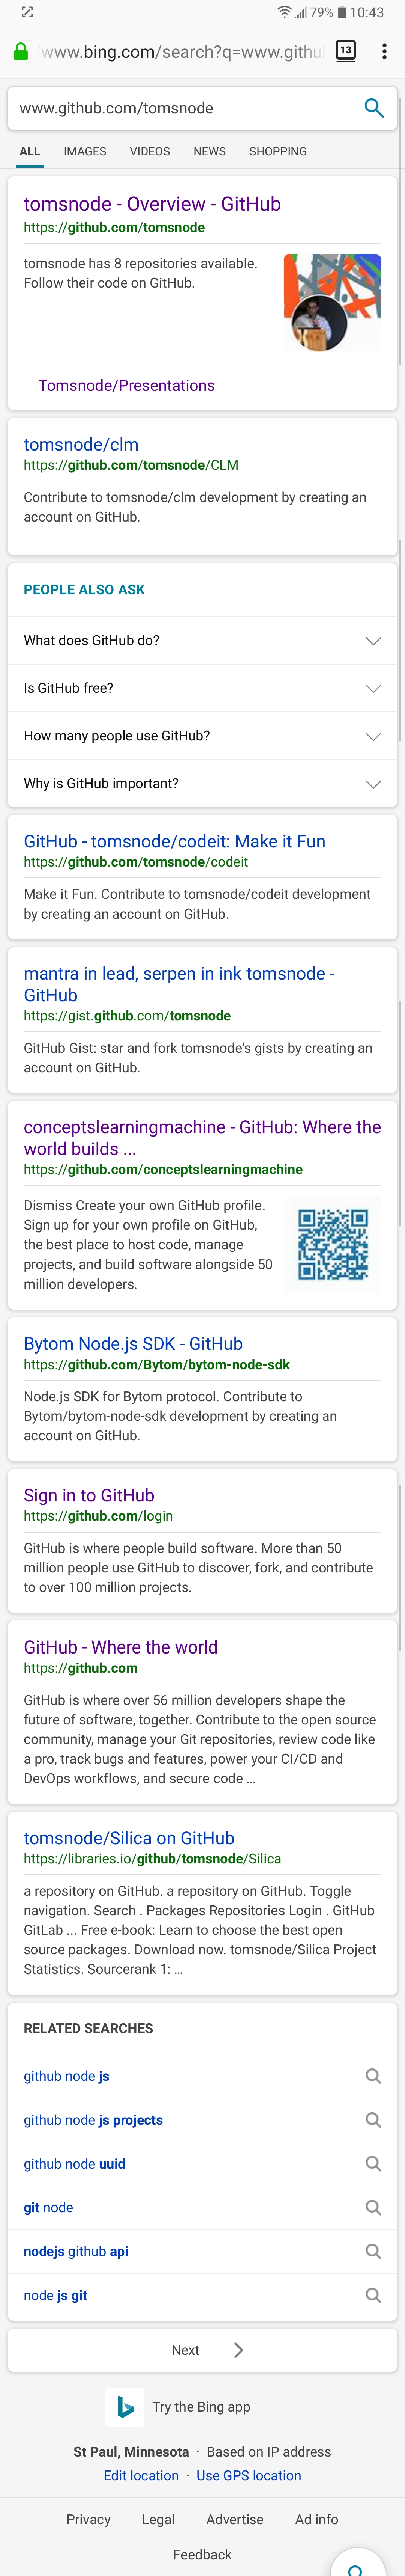 79% 10:43
www.bing.com/search?q=www.githu 13
www.github.com/tomsnode
ALL IMAGES VIDEOS NEWS SHOPPING
tomsnode - Overview - GitHub
https://github.com/tomsnode
tomsnode has 8 repositories available.
Follow their code on GitHub.
Tomsnode/Presentations
tomsnode/clm
https://github.com/tomsnode/CLM
Contribute to tomsnode/clm development by creating an
account on GitHub.
PEOPLE ALSO ASK
What does GitHub do?
Is GitHub free?
How many people use GitHub?
Why is GitHub important?
GitHub - tomsnode/codeit: Make it Fun
https://github.com/tomsnode/codeit
Make it Fun. Contribute to tomsnode/codeit development
by creating an account on GitHub.
mantra in lead, serpen in ink tomsnode -
GitHub
https://gist.github.com/tomsnode
GitHub Gist: star and fork tomsnode's gists by creating an
account on GitHub.
conceptslearningmachine - GitHub: Where the
world builds ...
https://github.com/conceptslearningmachine
Dismiss Create your own GitHub profile.
Sign up for your own profile on GitHub,
the best place to host code, manage
projects, and build software alongside 50
million developers.
Bytom Node.js SDK - GitHub
https://github.com/Bytom/bytom-node-sdk
Node.js SDK for Bytom protocol. Contribute to
Bytom/bytom-node-sdk development by creating an
account on GitHub.
Sign in to GitHub
https://github.com/login
GitHub is where people build software. More than 50
million people use GitHub to discover, fork, and contribute
to over 100 million projects.
GitHub - Where the world
https://github.com
GitHub is where over 56 million developers shape the
future of software, together. Contribute to the open source
community, manage your Git repositories, review code like
a pro, track bugs and features, power your CI/CD and
DevOps workflows, and secure code ...
tomsnode/Silica on GitHub
https://libraries.io/github/tomsnode/Silica
a repository on GitHub. a repository on GitHub. Toggle
navigation. Search . Packages Repositories Login . GitHub
GitLab ... Free e-book: Learn to choose the best open
source packages. Download now. tomsnode/Silica Project
Statistics. Sourcerank 1: ...
RELATED SEARCHES
github node js
github node js projects
github node uuid
git node
nodejs github api
node js git
Next
Try the Bing app
St Paul, Minnesota · Based on IP address
Edit location · Use GPS location
Privacy Legal Advertise Ad info
Feedback